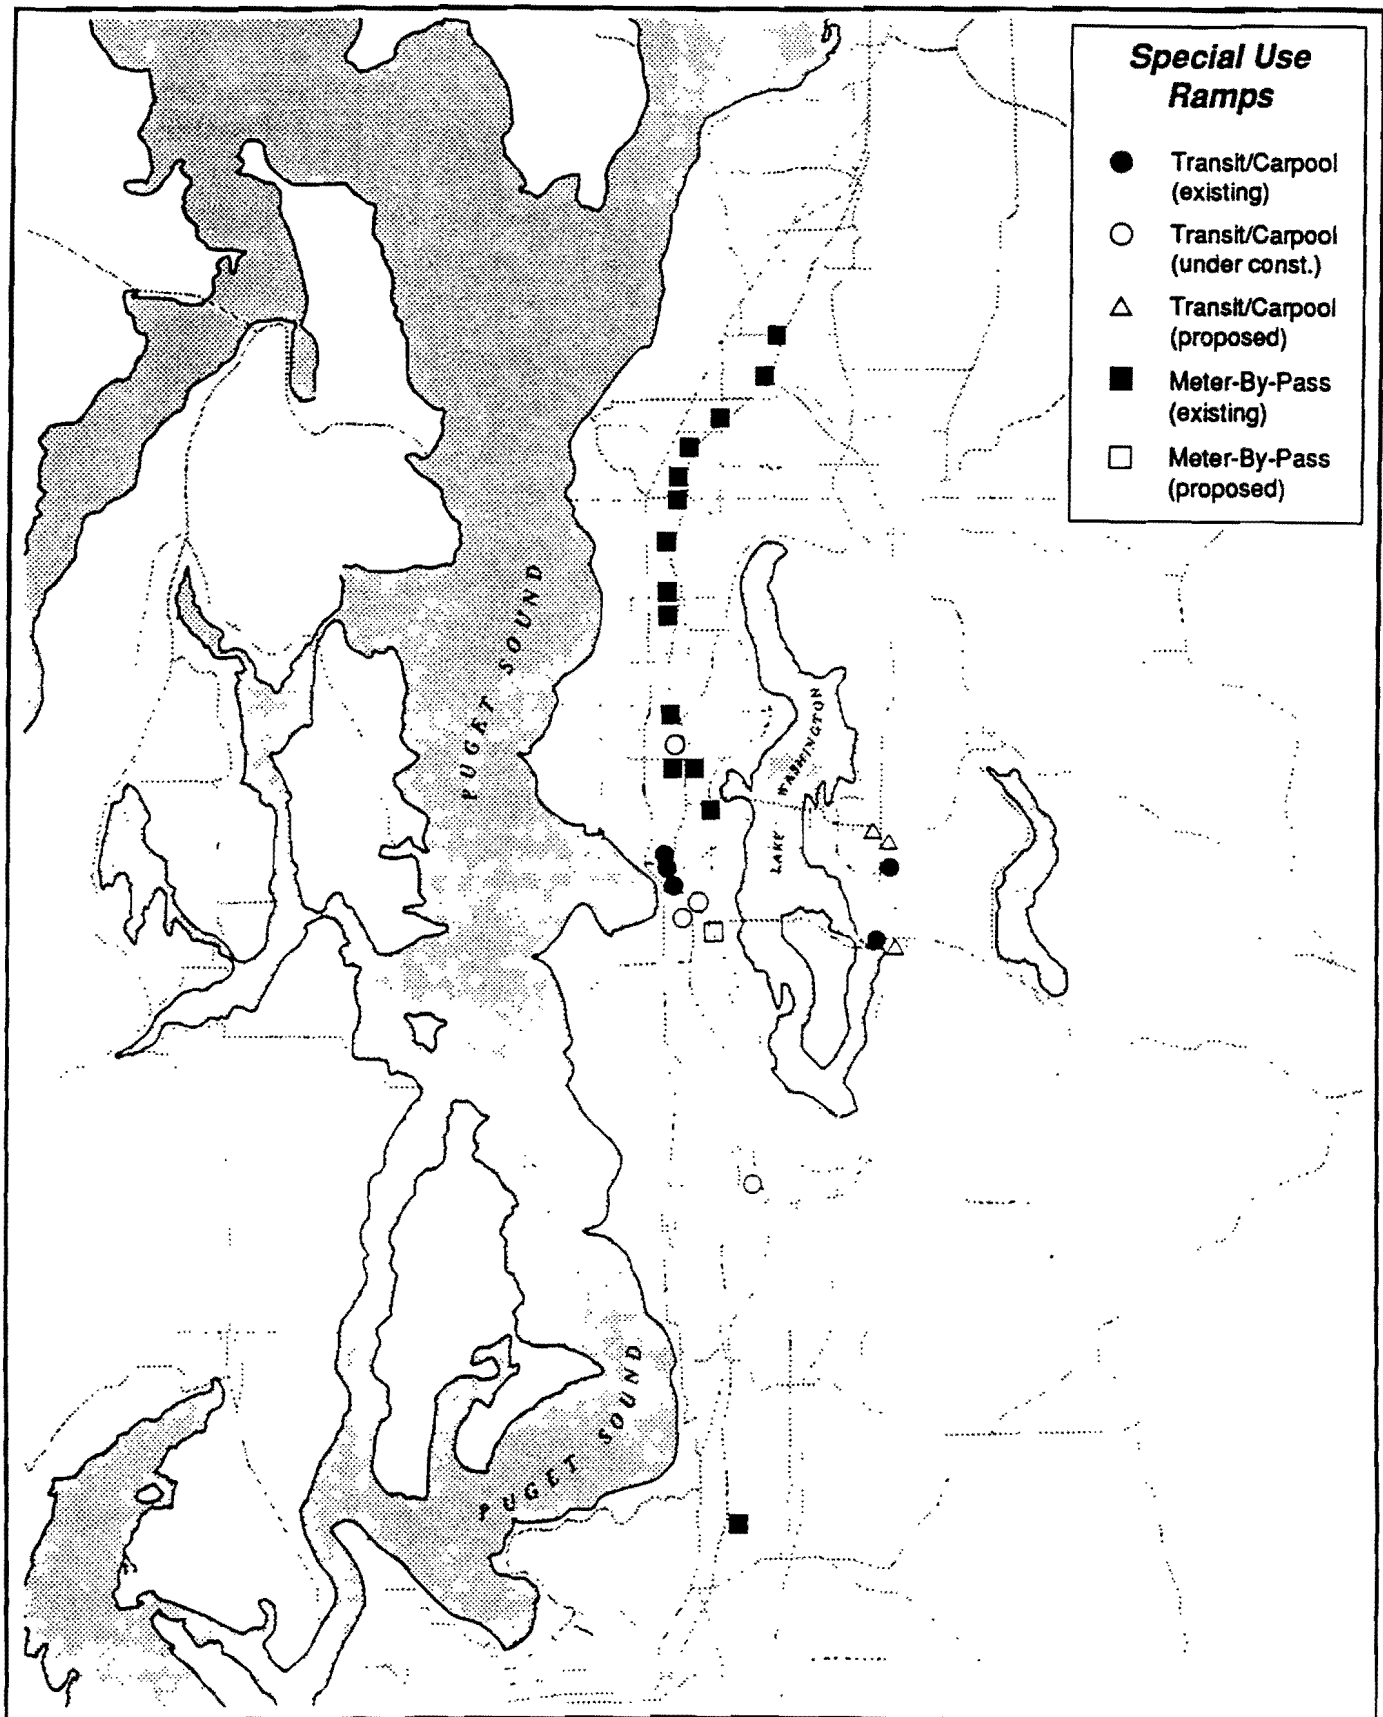 Special Use
Ramps
Transit/Carpool
(existing)
Transit/Carpool
(under const.)
Transit/Carpool
(proposed)
Meter-By-Pass
(existing)
Meter-By-Pass
(proposed)
PUGET SOUND
LAKE WASHINGTON
PUGET SOUND